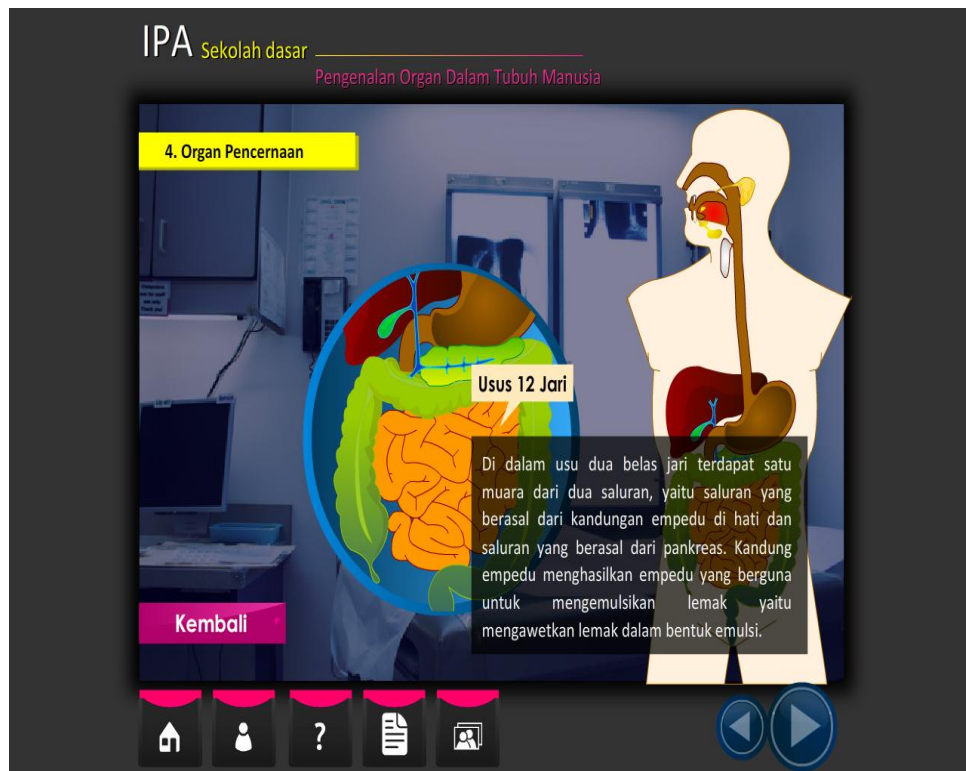 IPA Sekolah dasar
Pengenalan Organ Dalam Tubuh Manusia
4. Organ Pencernaan
Usus 12 Jari
Di dalam usu dua belas jari terdapat satu
muara dari dua saluran, yaitu saluran yang
berasal dari kandungan empedu di hati dan
saluran yang berasal dari pankreas. Kandung
empedu menghasilkan empedu yang berguna
untuk mengemulsikan lemak yaitu
mengawetkan lemak dalam bentuk emulsi.
Kembali
?